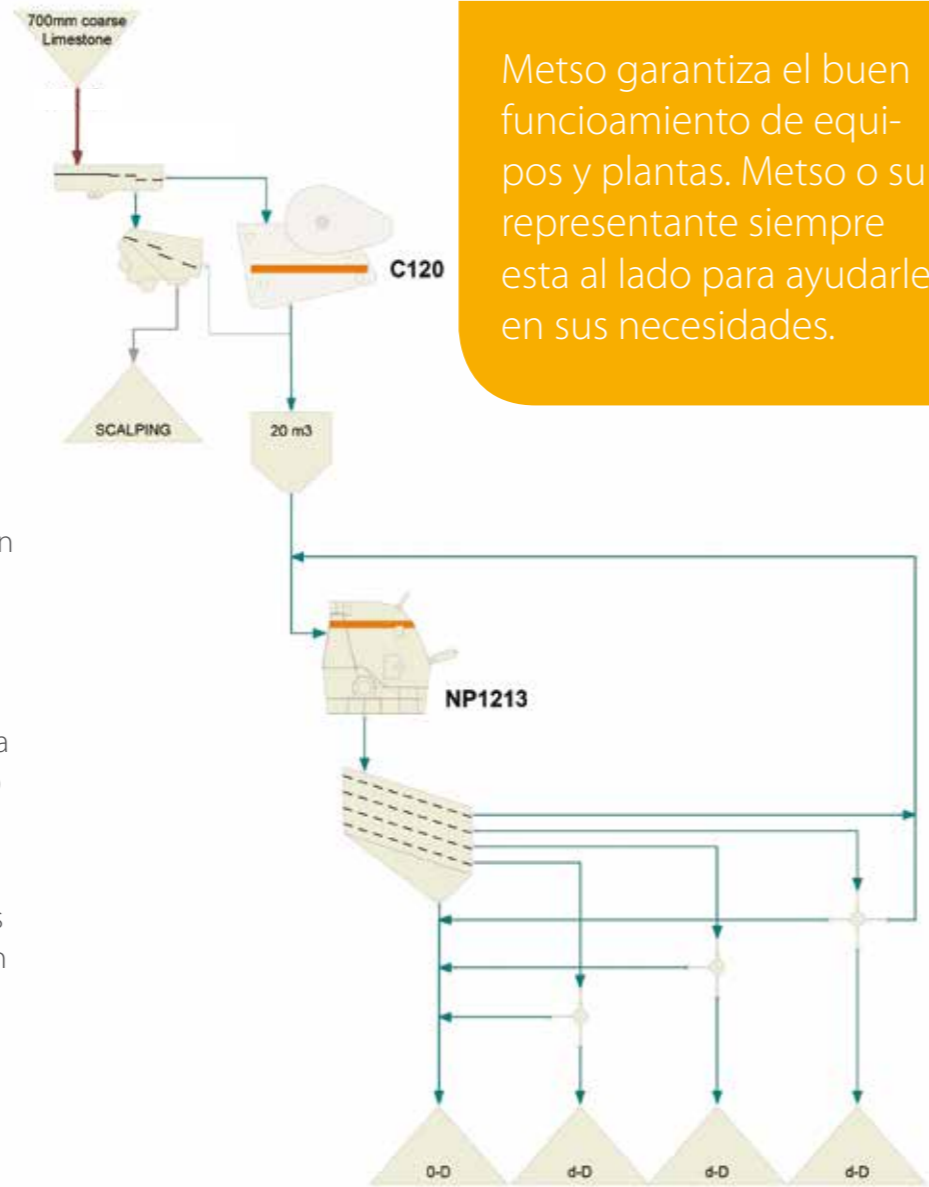 700mm coarse
Limestone
Metso garantiza el buen
funcioamiento de equi-
pos y plantas. Metso o su
representante siempre
esta al lado para ayudarle
en sus necesidades.
C120
SCALPING
20 m3
n
NP1213
a
s
n
0-D
d-D
d-D
d-D